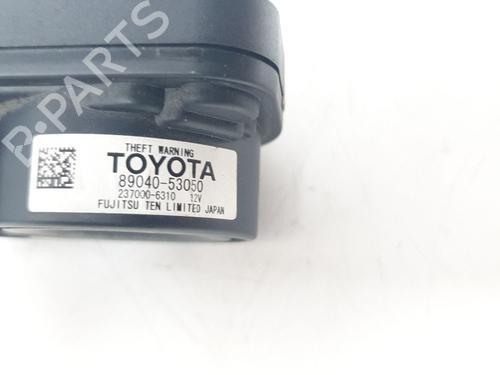 B-PARTS
THEFT WARNING
TOYOTA
89040-53050
237000-6310 12V
FUJITSU TEN LIMITED JAPAN